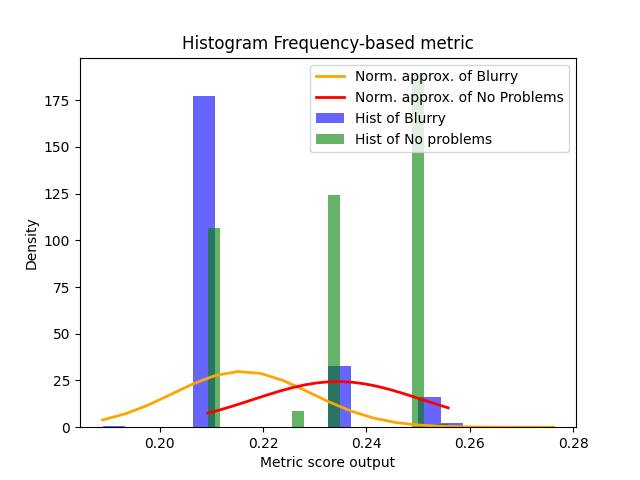 Histogram Frequency-based metric
Norm. approx. of Blurry
Norm. approx. of No Problems
Hist of Blurry
Hist of No problems
Density
175
150
125
100
75
50
25
0
0.20
0.22
0.24
0.26
0.28
Metric score output